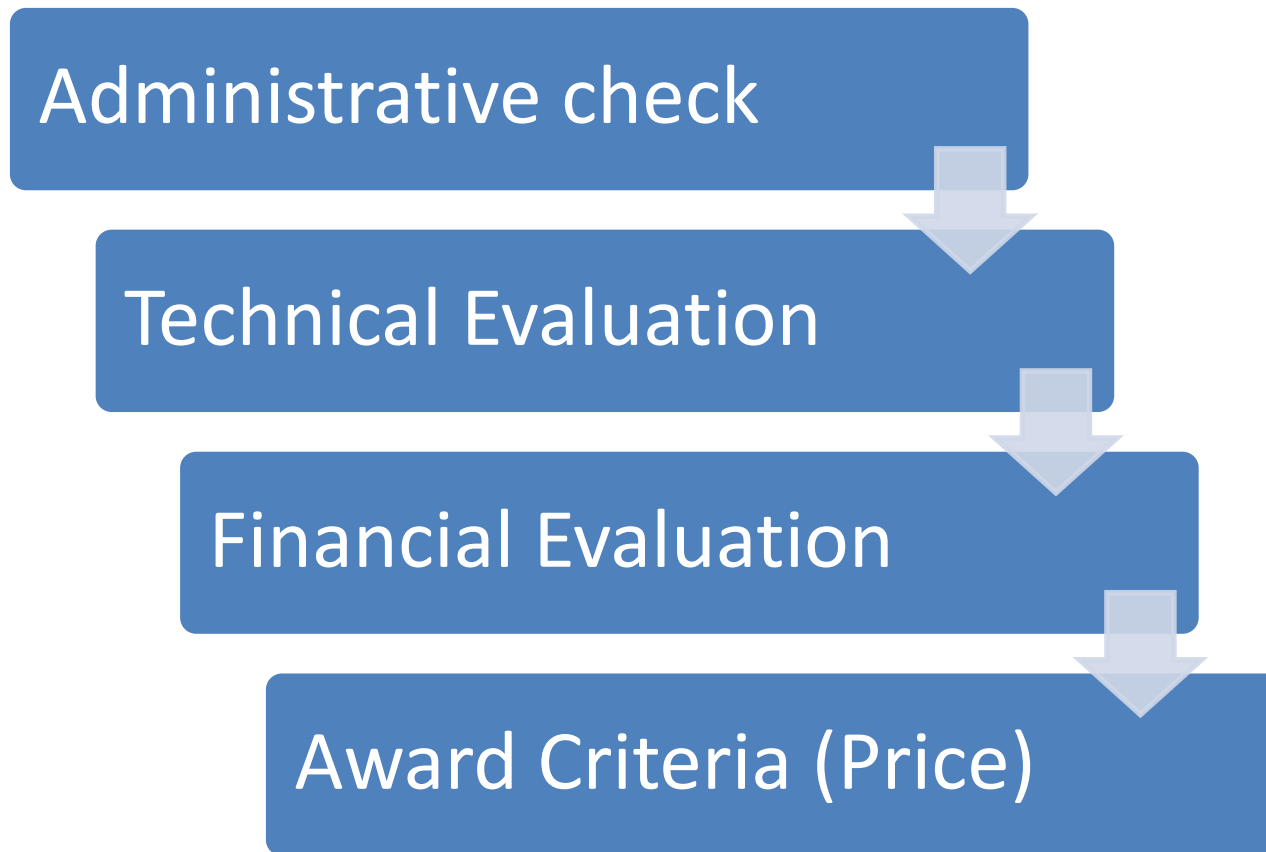 Administrative check
Technical Evaluation
Financial Evaluation
Award Criteria (Price)